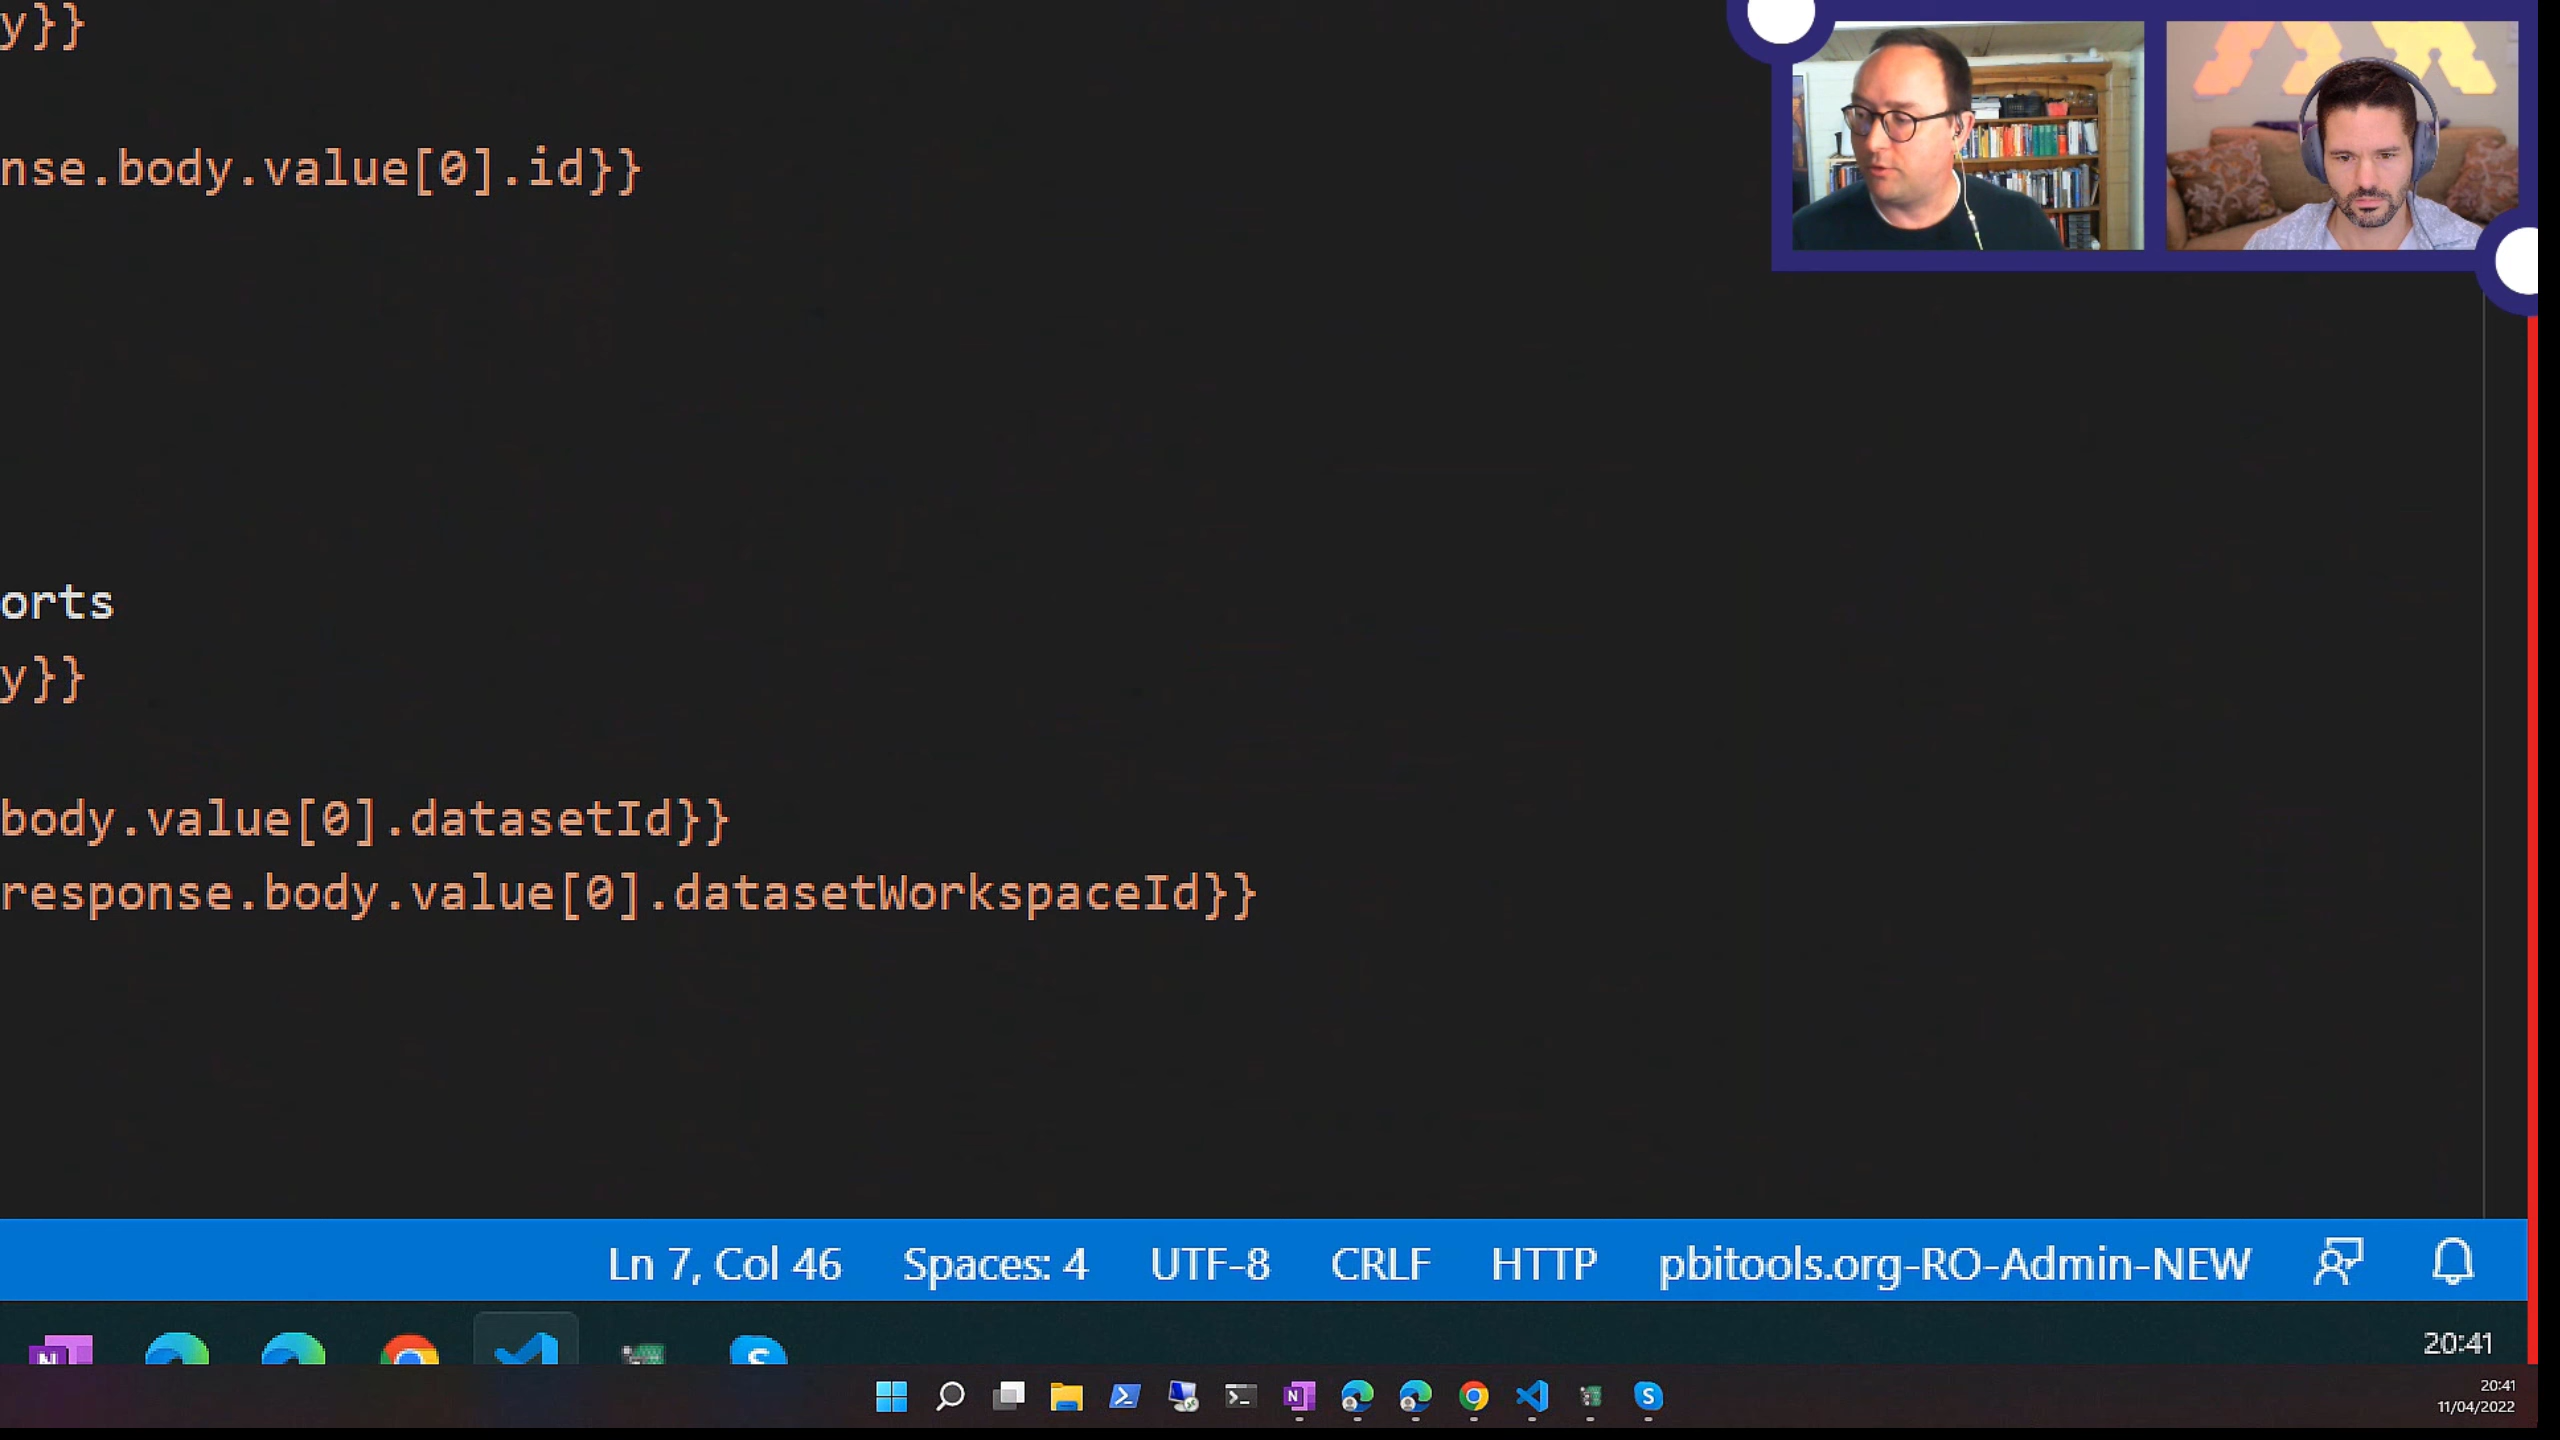 y}}
nse.body.value[0].id}}
orts
y}}
body.value[0].datasetId}}
response.body.value[0].datasetWorkspaceId}}
Ln 7, Col 46 Spaces: 4 UTF-8 CRLF HTTP pbitools.org-RO-Admin-NEW
20:41
20:41
11/04/2022